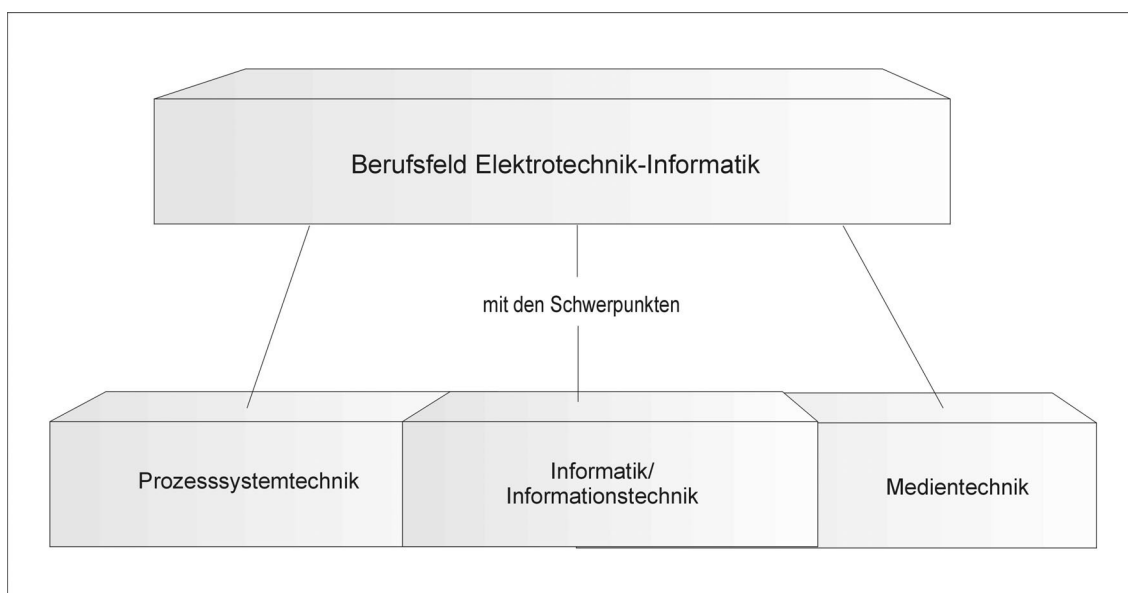 Berufsfeld Elektrotechnik-Informatik
mit den Schwerpunkten
Prozesssystemtechnik
Informatik/
Informationstechnik
Medientechnik